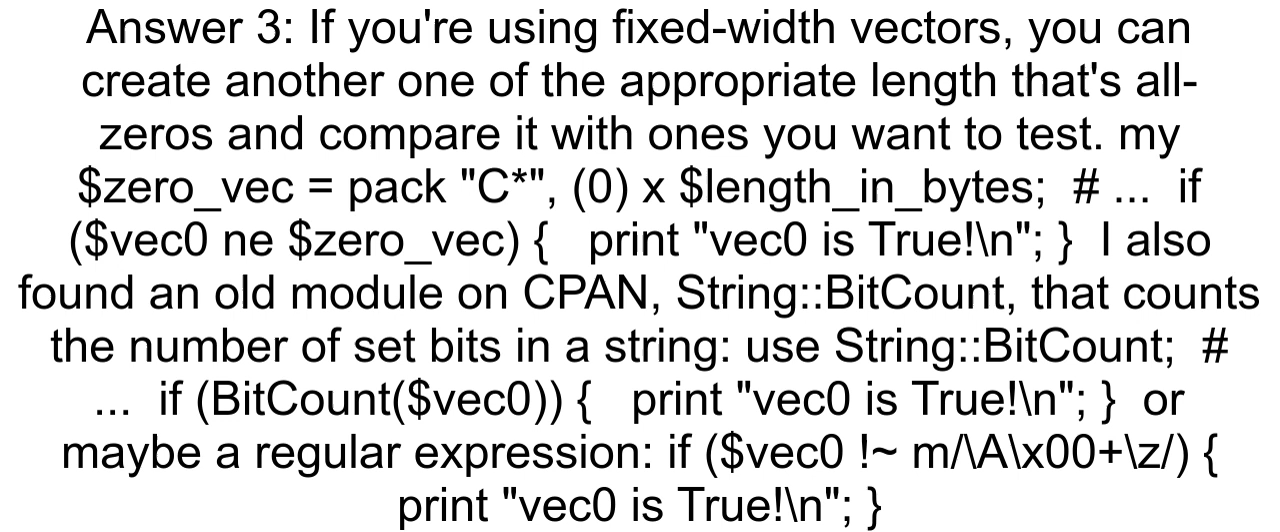 Answer 3: If you're using fixed-width vectors, you can
create another one of the appropriate length that's all-
zeros and compare it with ones you want to test. my
$zero_vec = pack "C*", (0) x $length_in_bytes;  # ...  if
($vec0 ne $zero_vec) {   print "vec0 is True!\n"; }  I also
found an old module on CPAN, String::BitCount, that counts
the number of set bits in a string: use String::BitCount;  #
...  if (BitCount($vec0)) {   print "vec0 is True!\n"; }  or
maybe a regular expression: if ($vec0 !~ m/\A\x00+\z/) {
print "vec0 is True!\n"; }